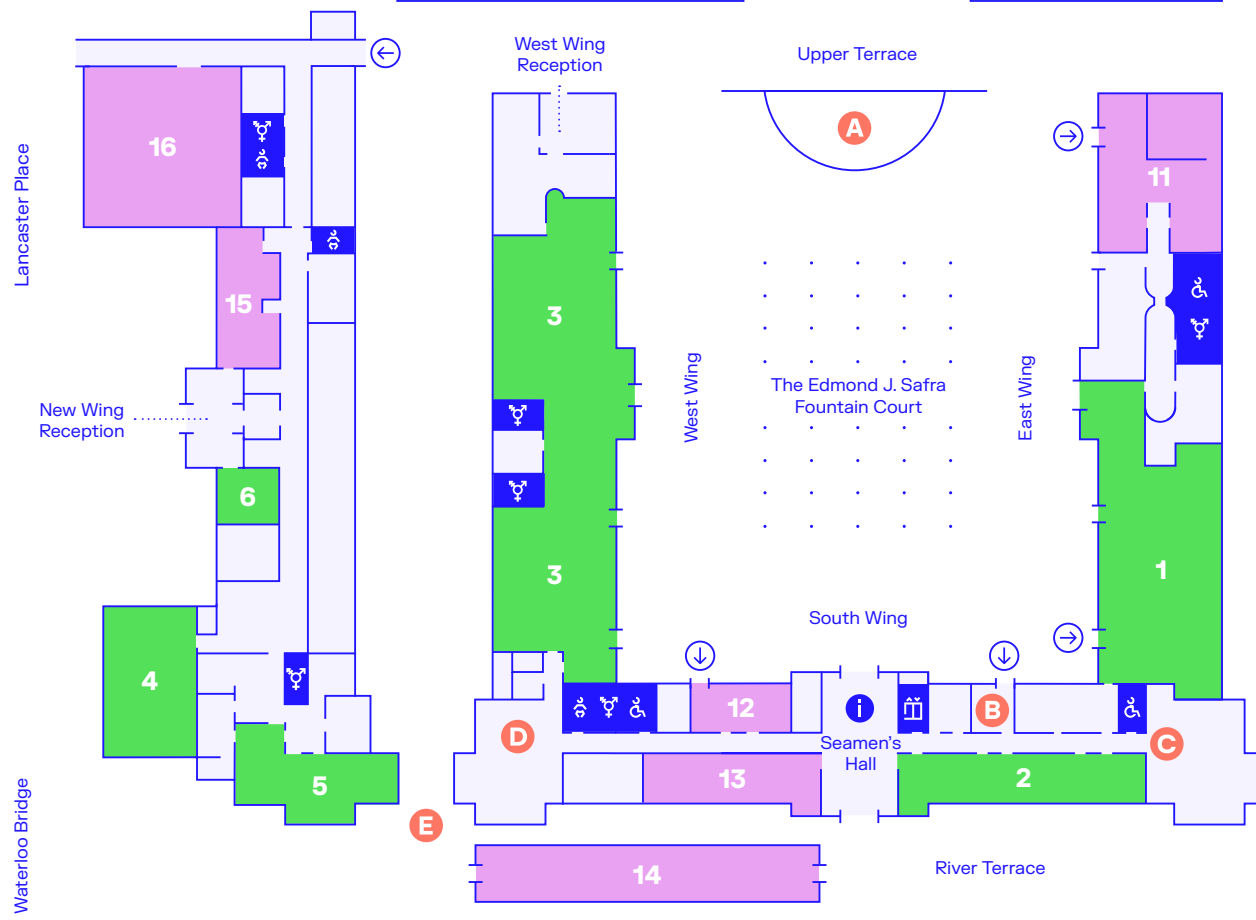 West Wing
Reception
Upper Terrace
A
16
11
Lancaster Place
15
3
The Edmond J. Safra
Fountain Court
West Wing
East Wing
New Wing
Reception
6
3
1
South Wing
4
12
i
B
D
Seamen's
Hall
C
5
13
2
E
Waterloo Bridge
14
River Terrace